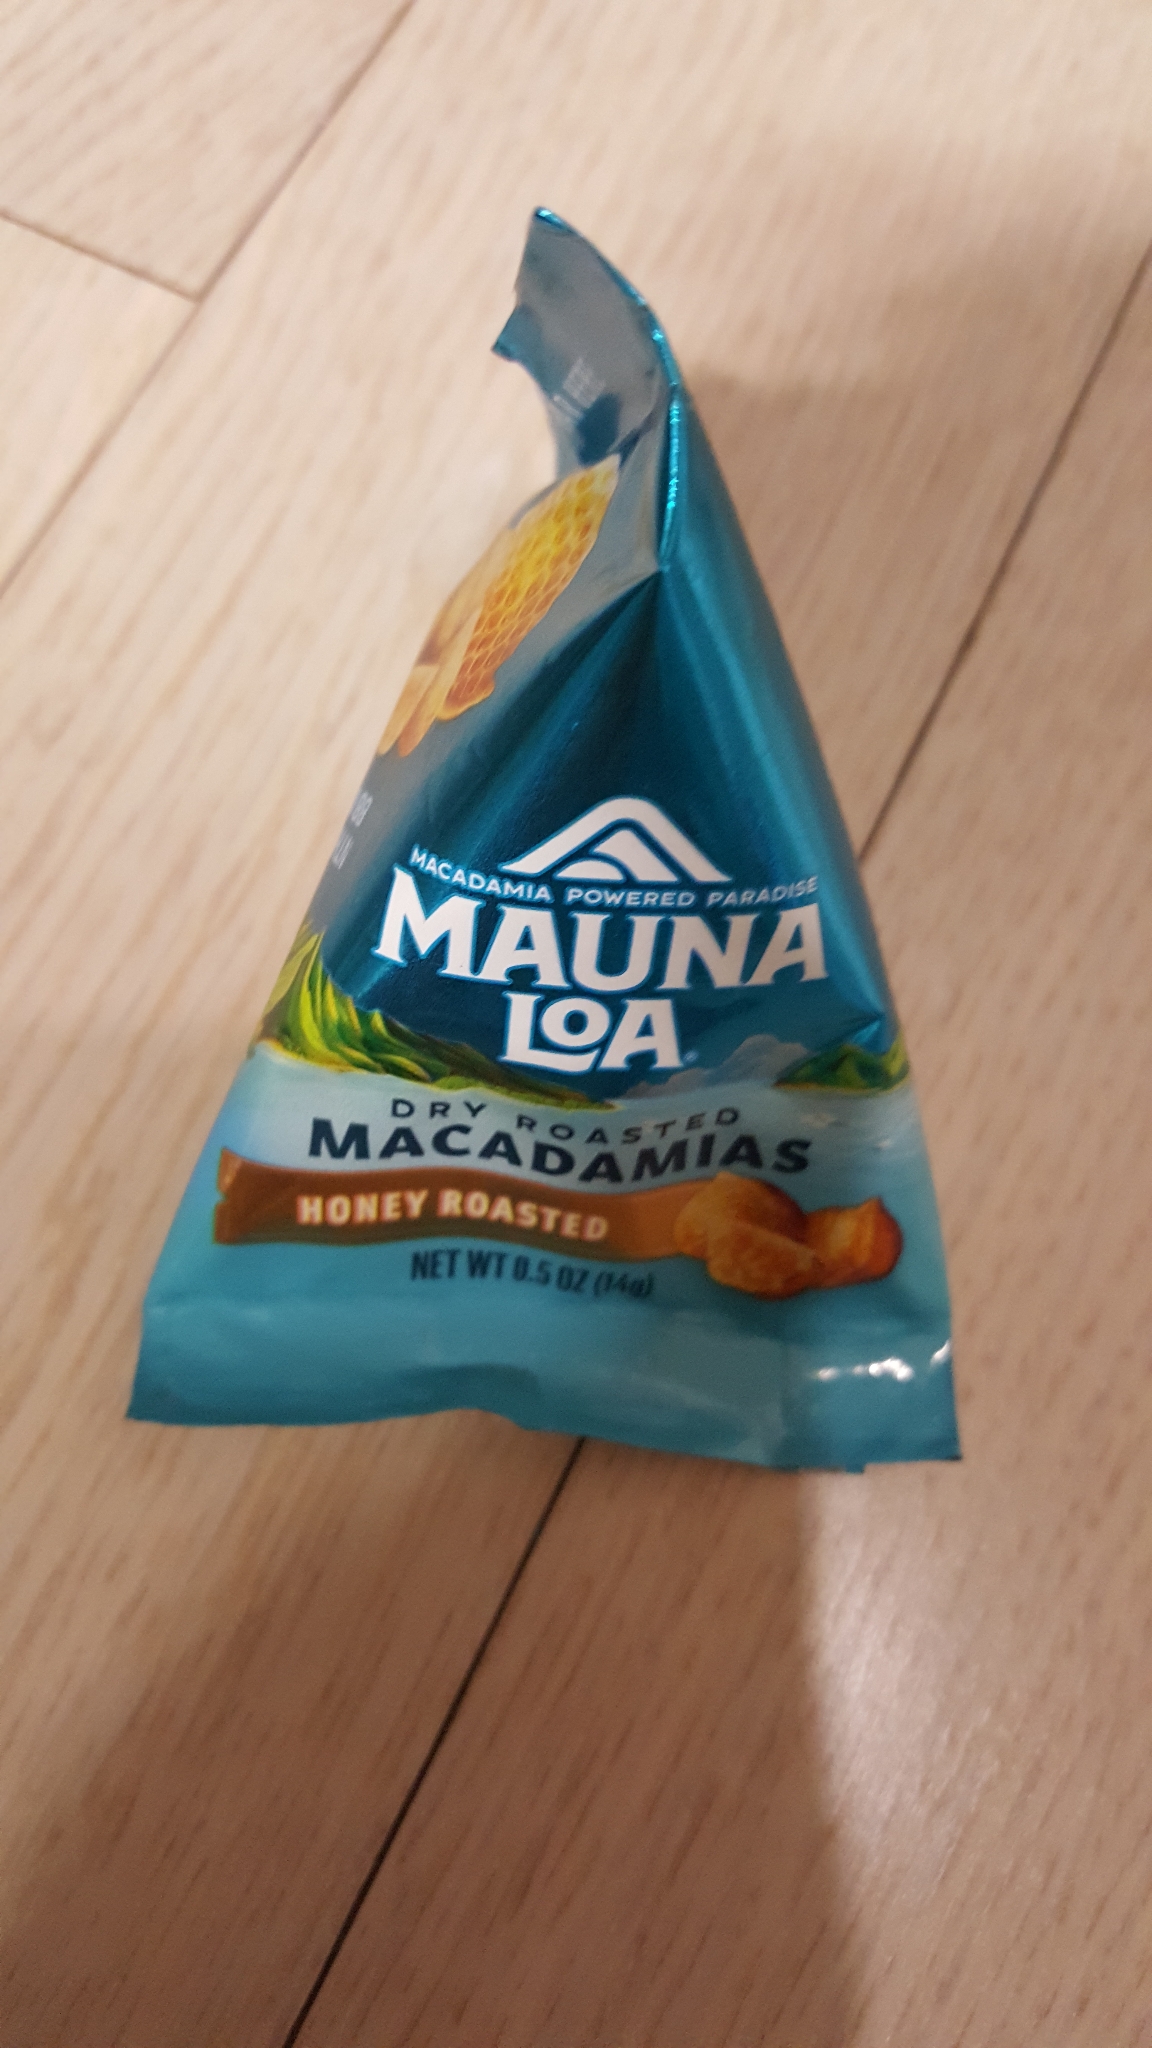 MACADAMIA POWERED PARADISE
MAUNA
LOA
DRY ROASTED
MACADAMIAS
HONEY ROASTED
NET WT 0.5 OZ (14g)